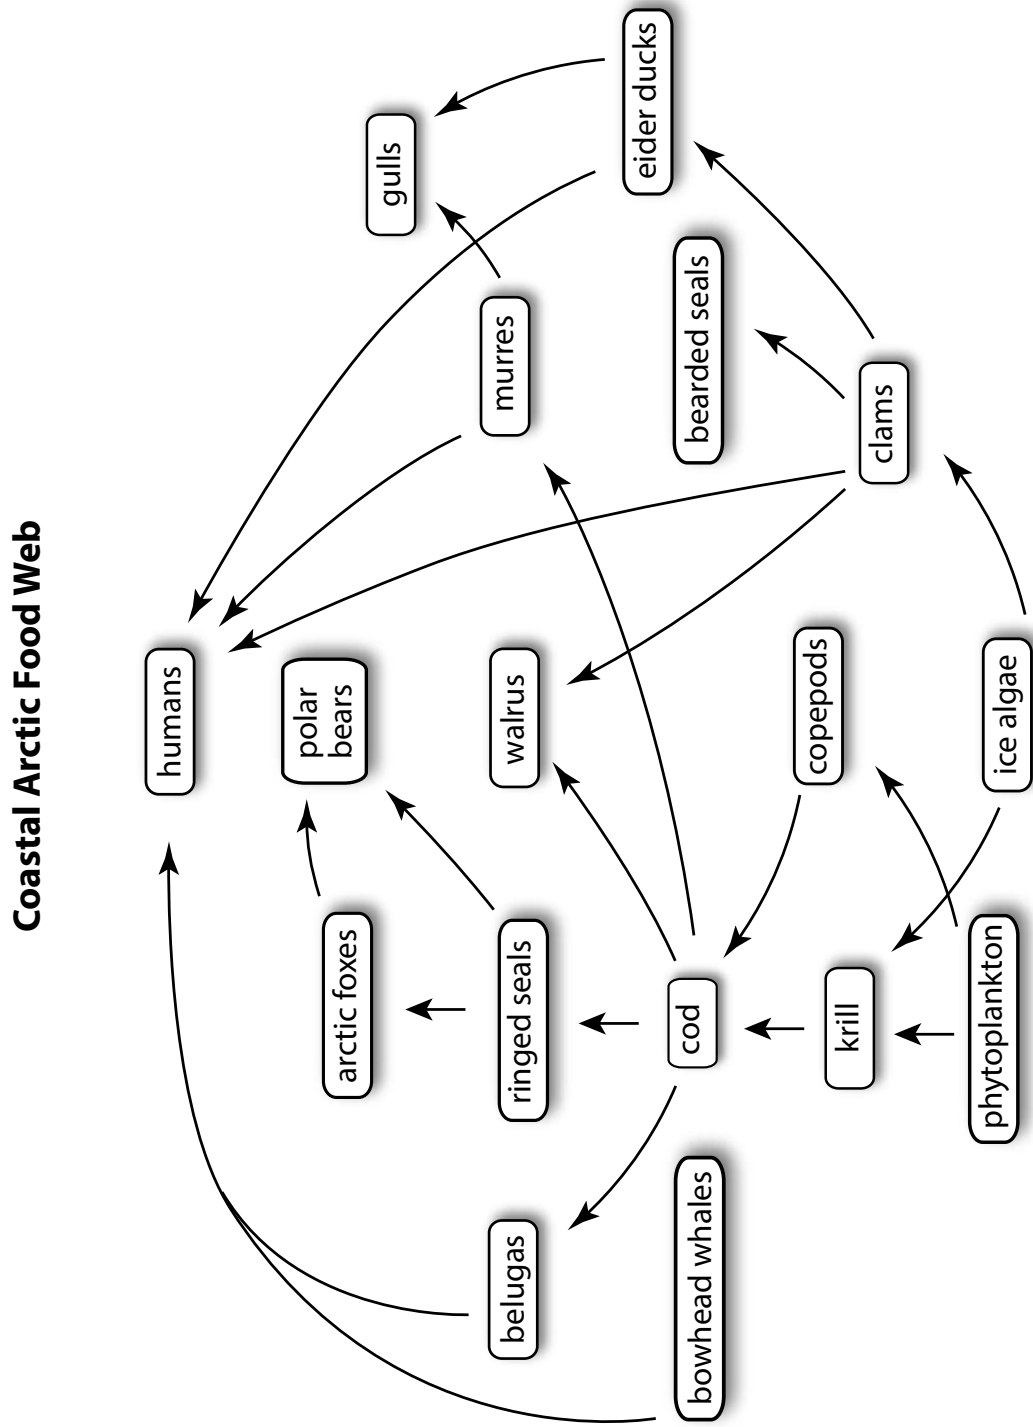 Coastal Arctic Food Web
humans
polar
bears
arctic foxes
gulls
belugas
ringed seals
walrus
murres
bowhead whales
cod
bearded seals
eider ducks
krill
copepods
clams
phytoplankton
ice algae